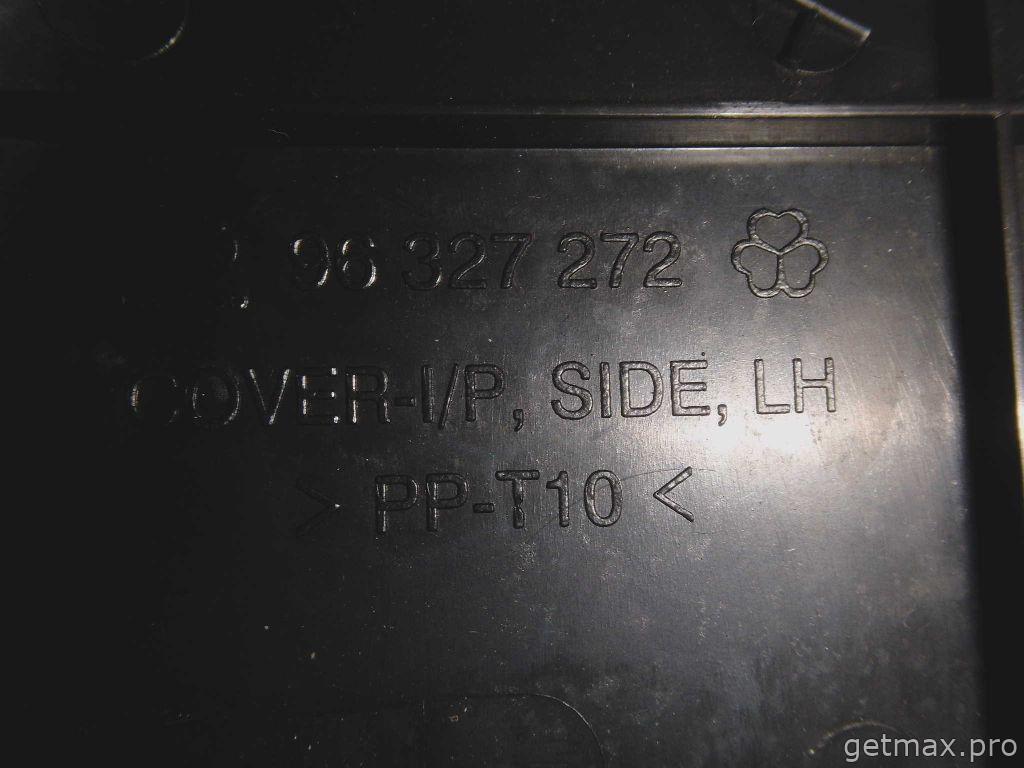 96 327 272
COVER-I/P, SIDE, LH
> PP-T10 <
getmax.pro